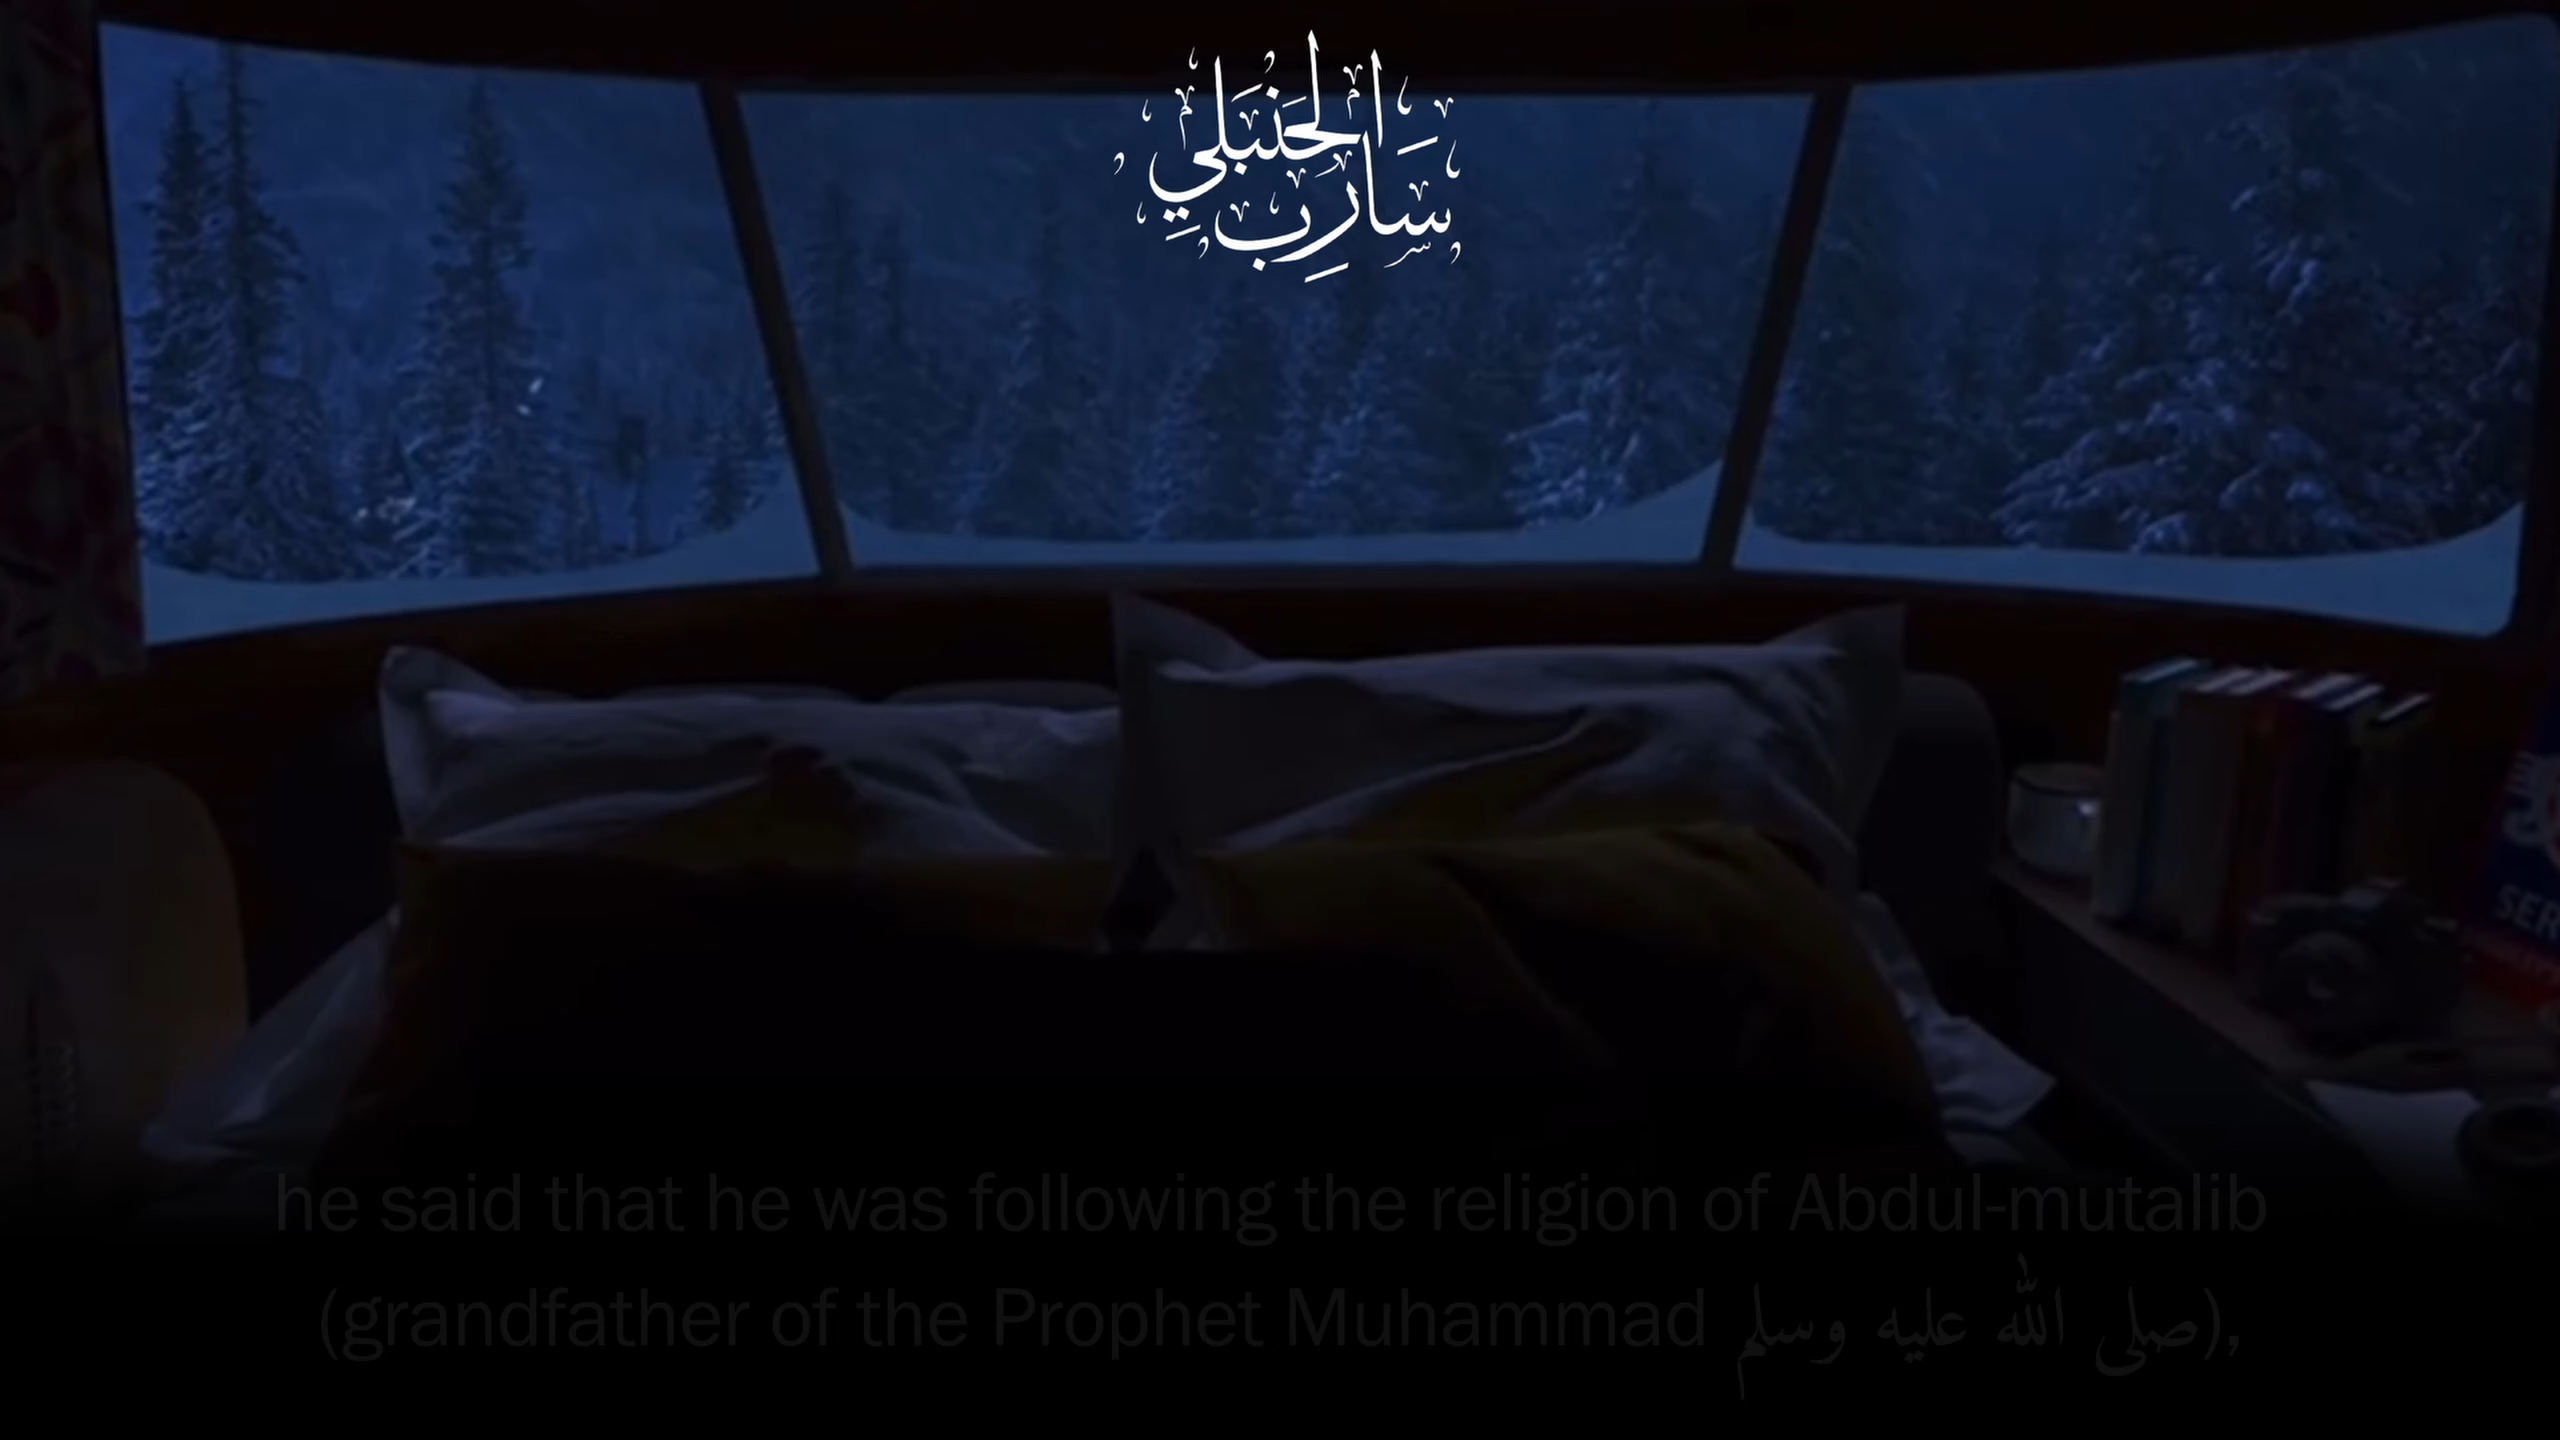 سَارِب
الحَنبَلي
he said that he was following the religion of Abdul-mutalib
(grandfather of the Prophet Muhammad صلى الله عليه وسلم),
SER